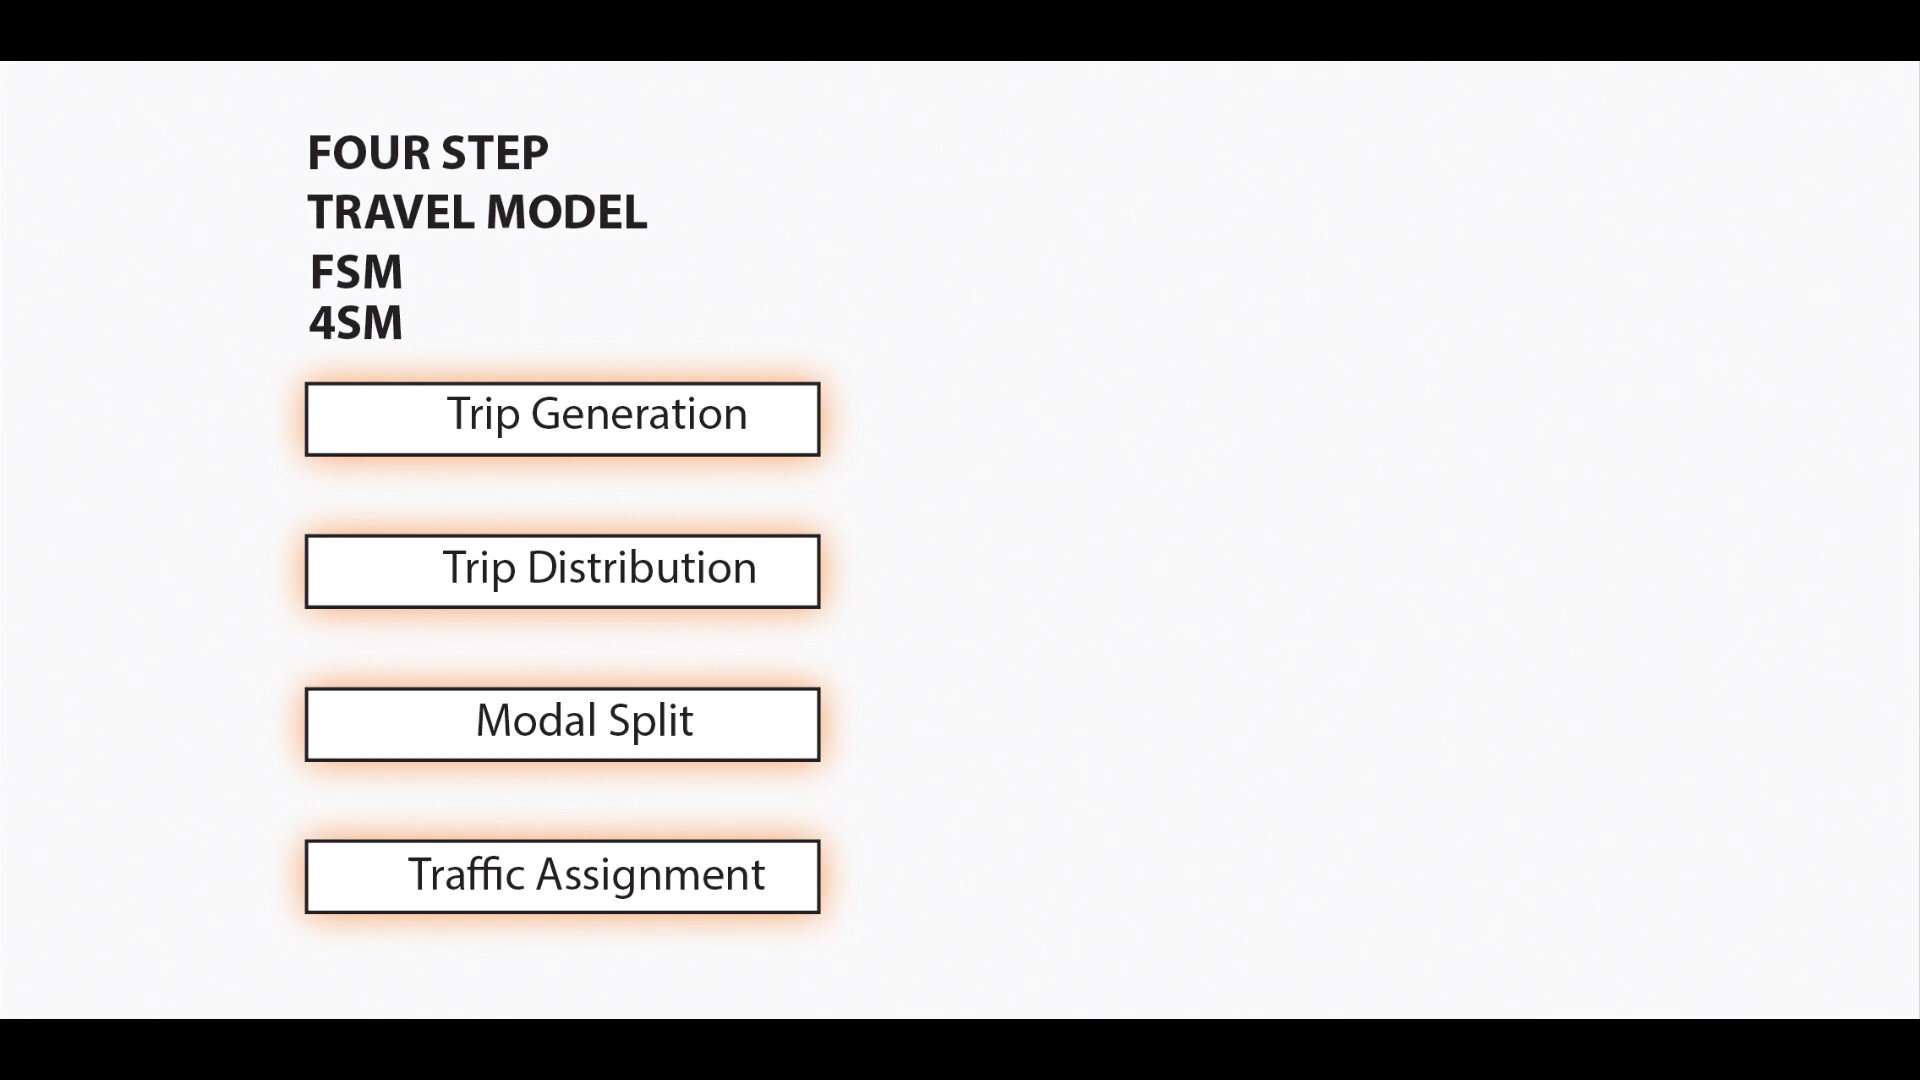 FOUR STEP
TRAVEL MODEL
FSM
4SM
Trip Generation
Trip Distribution
Modal Split
Traffic Assignment